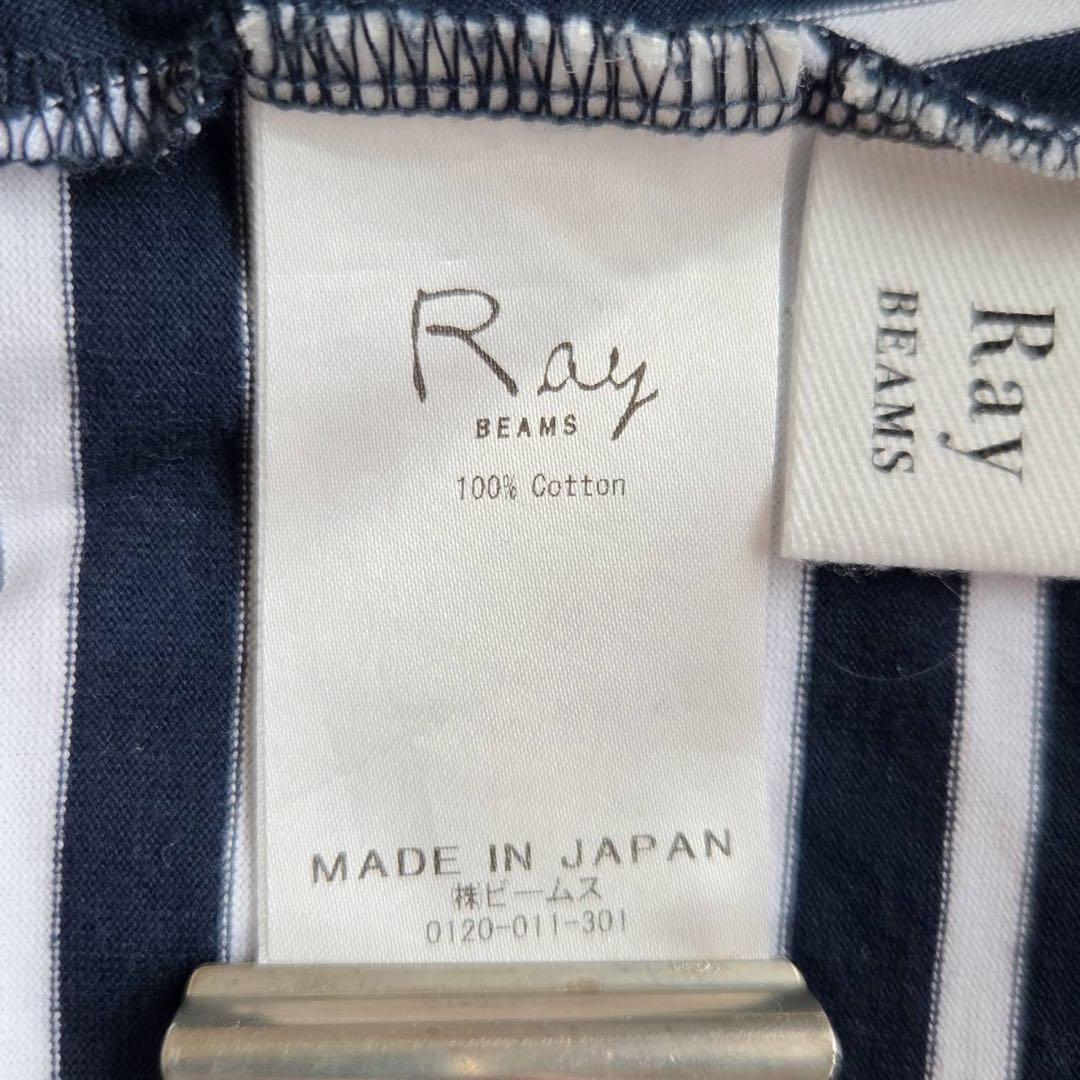 Ray
BEAMS
100% Cotton
MADE IN JAPAN
㈱ビームス
0120-011-301
Ray
BEAMS